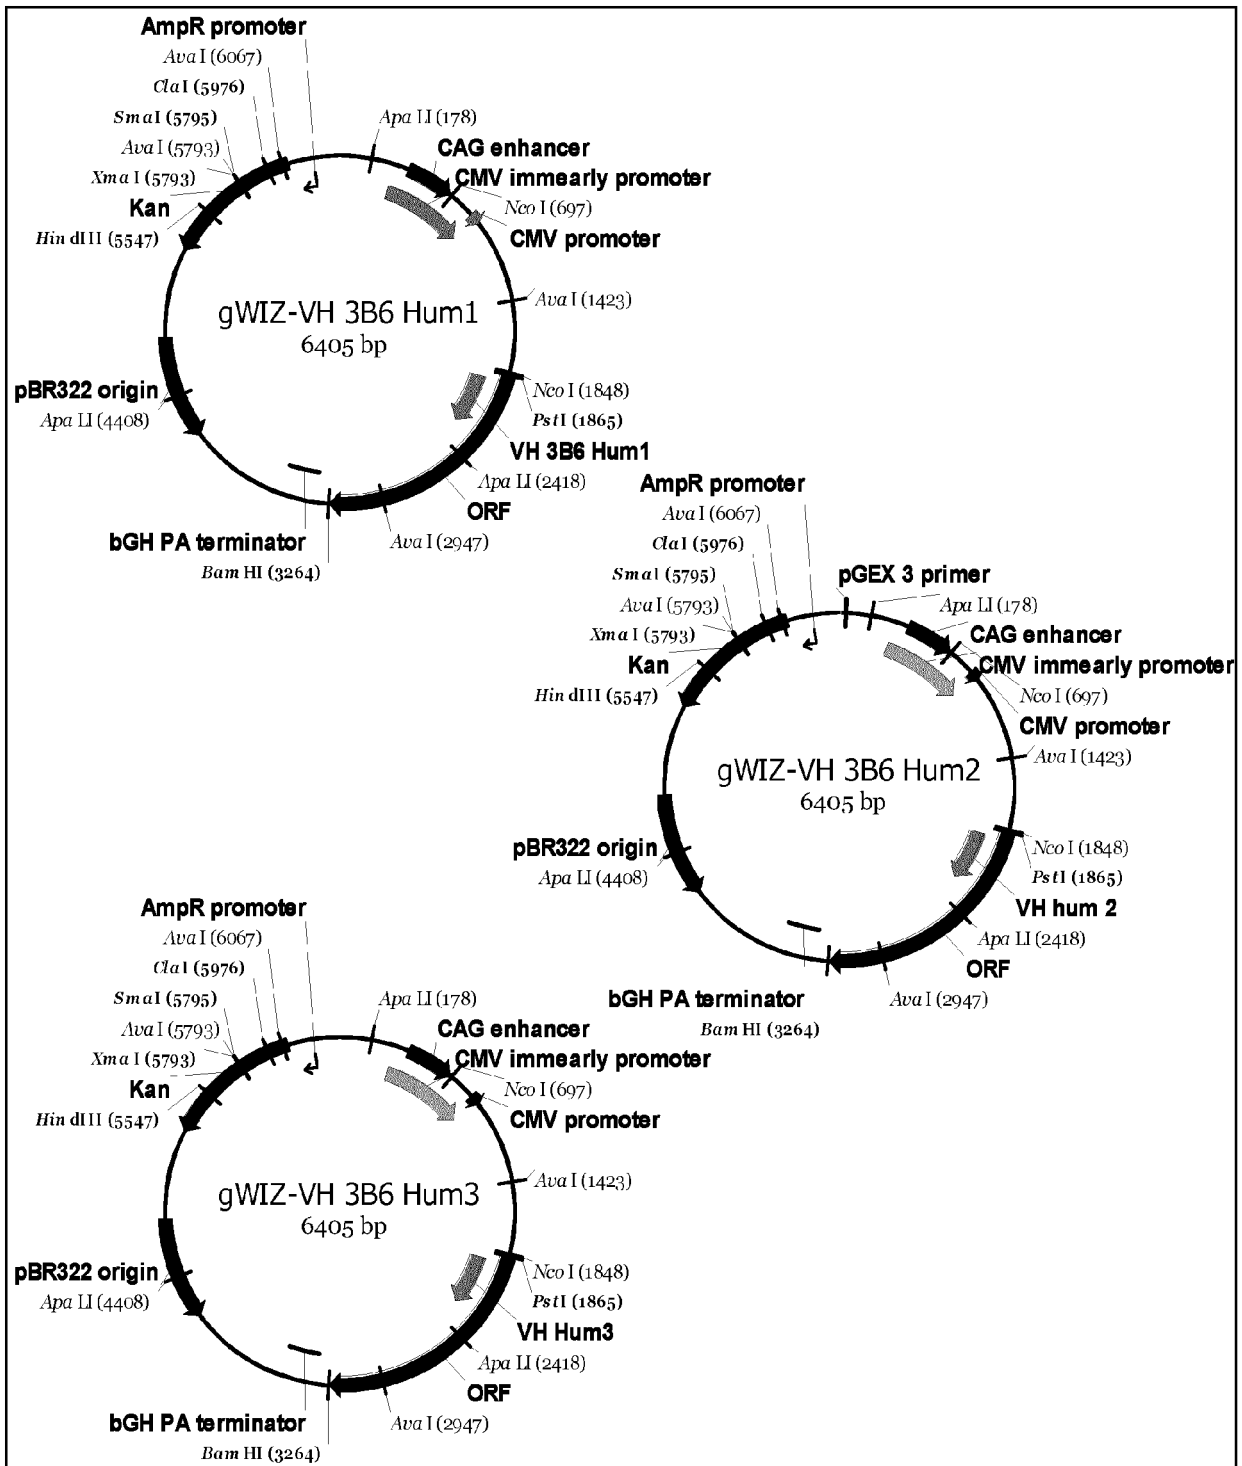 AmpR promoter
Ava I (6067)
Cla I (5976)
Sma I (5795)
Ava I (5793)
Xma I (5793)
Kan
Hin dIII (5547)
Apa LI (178)
CAG enhancer
CMV immearly promoter
Nco I (697)
CMV promoter
Ava I (1423)
gWIZ-VH 3B6 Hum1
6405 bp
pBR322 origin
Apa LI (4408)
Nco I (1848)
Pst I (1865)
VH 3B6 Hum1
Apa LI (2418)
ORF
Ava I (2947)
bGH PA terminator
Bam HI (3264)
AmpR promoter
Ava I (6067)
Cla I (5976)
Sma I (5795)
Ava I (5793)
Xma I (5793)
Kan
Hin dIII (5547)
pGEX 3 primer
Apa LI (178)
CAG enhancer
CMV immearly promoter
Nco I (697)
CMV promoter
Ava I (1423)
gWIZ-VH 3B6 Hum2
6405 bp
pBR322 origin
Apa LI (4408)
Nco I (1848)
Pst I (1865)
VH hum 2
Apa LI (2418)
ORF
Ava I (2947)
bGH PA terminator
Bam HI (3264)
AmpR promoter
Ava I (6067)
Cla I (5976)
Sma I (5795)
Ava I (5793)
Xma I (5793)
Kan
Hin dIII (5547)
Apa LI (178)
CAG enhancer
CMV immearly promoter
Nco I (697)
CMV promoter
Ava I (1423)
gWIZ-VH 3B6 Hum3
6405 bp
pBR322 origin
Apa LI (4408)
Nco I (1848)
Pst I (1865)
VH Hum3
Apa LI (2418)
ORF
Ava I (2947)
bGH PA terminator
Bam HI (3264)